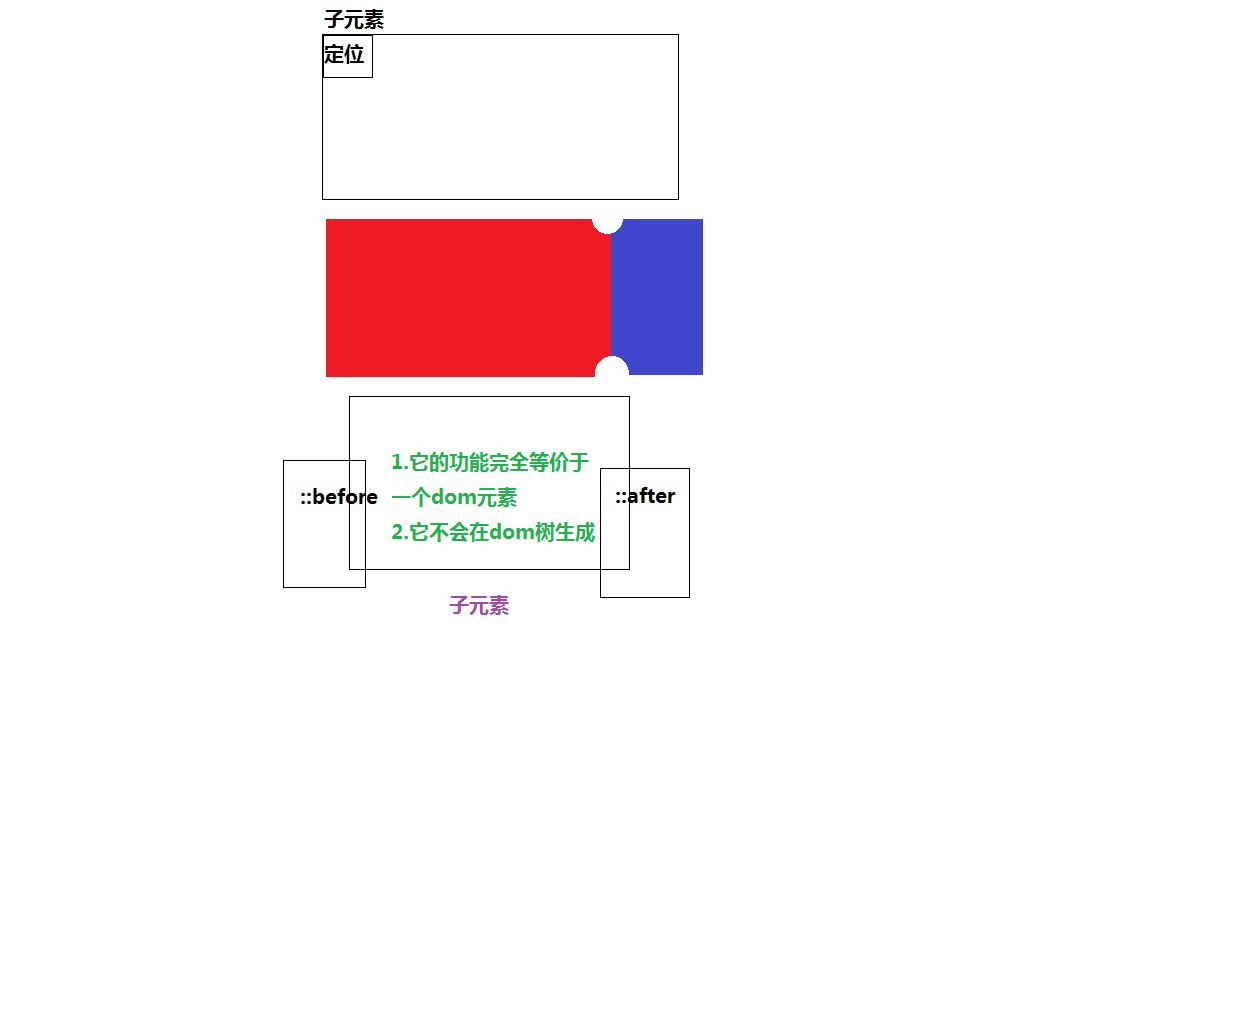 子元素
定位
1.它的功能完全等价于
::before
一个dom元素
::after
2.它不会在dom树生成
子元素